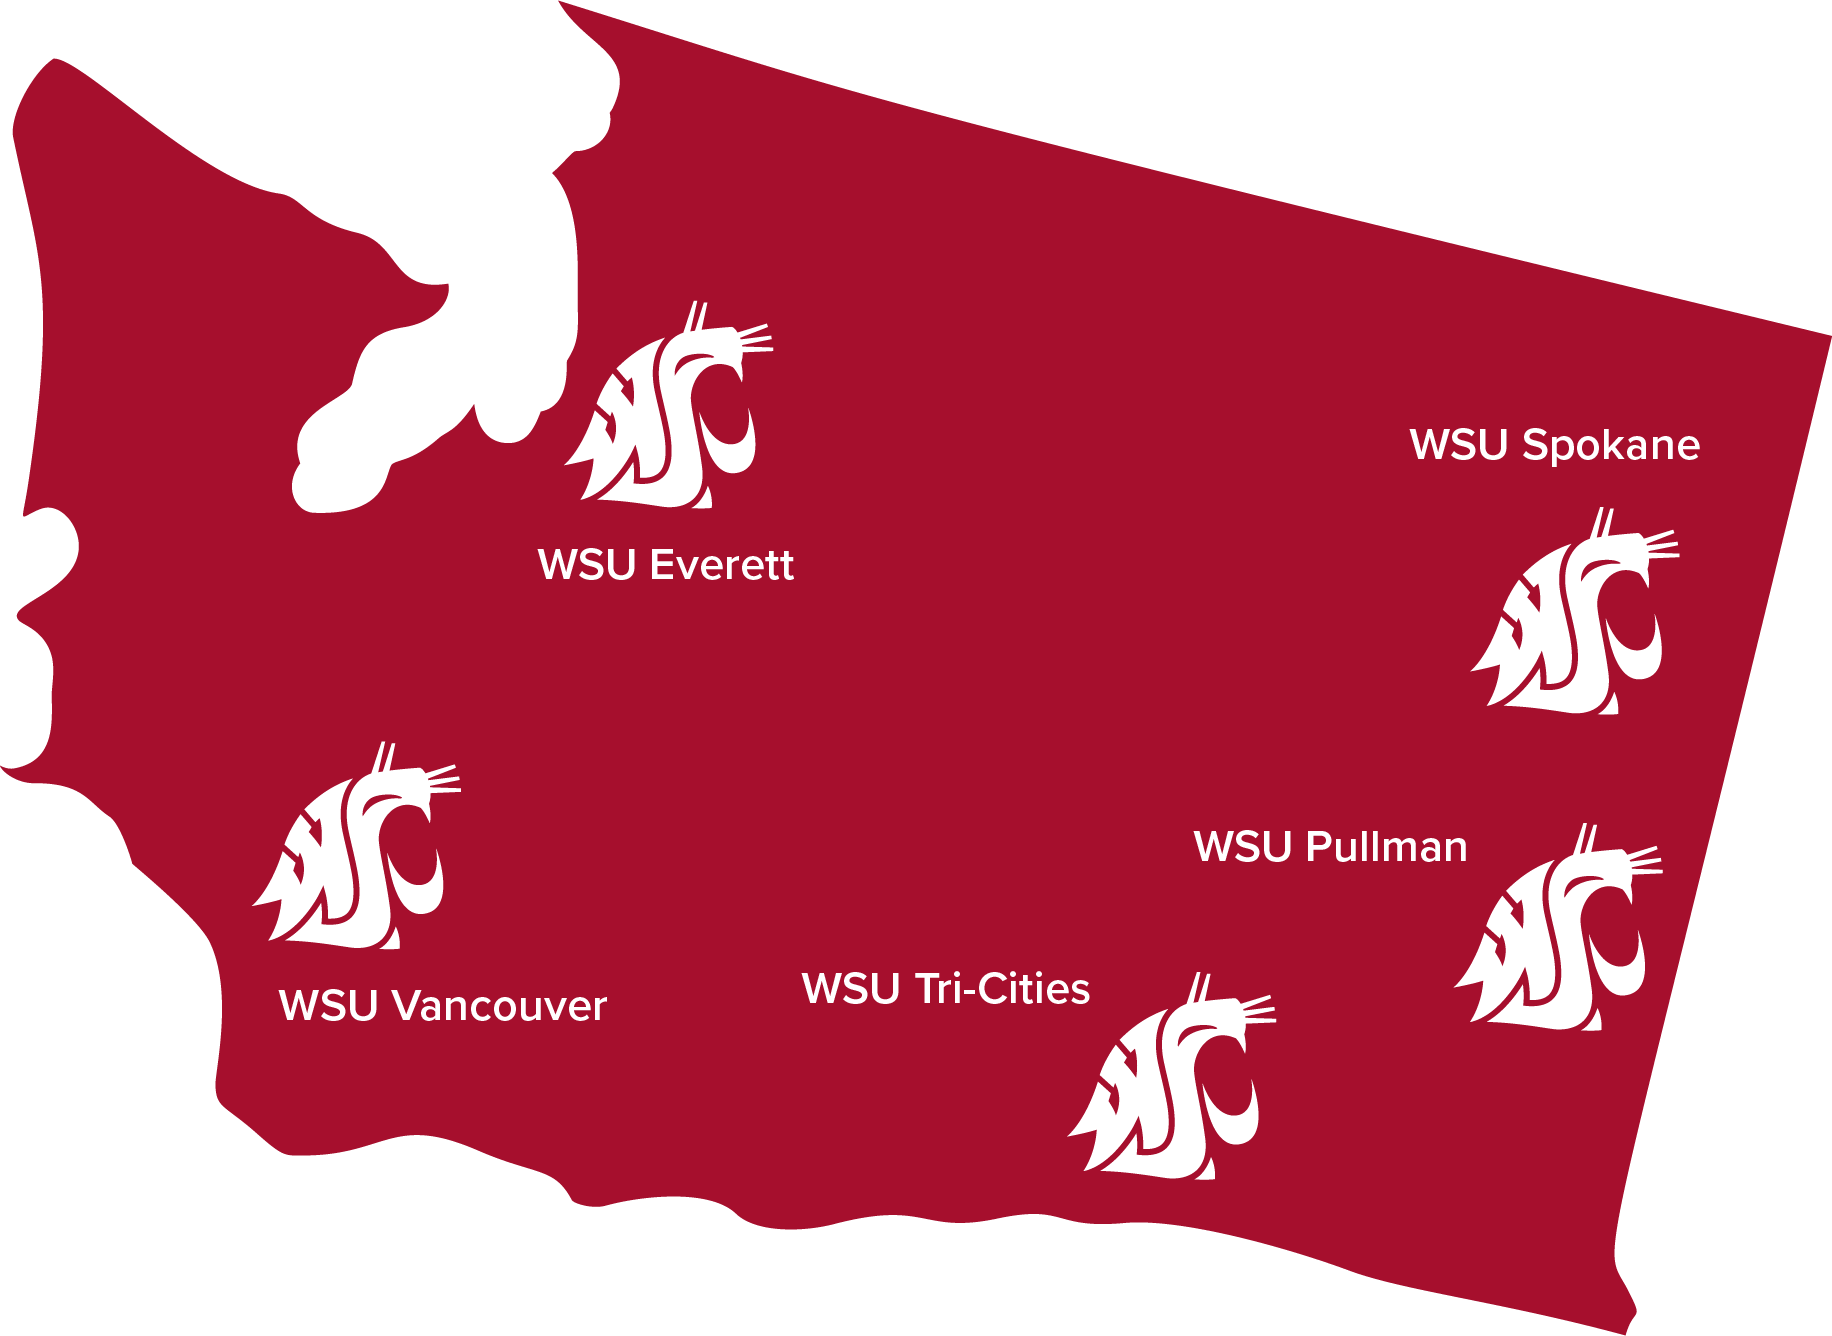 WSU Spokane
WSU Everett
WSU Pullman
WSU Tri-Cities
WSU Vancouver